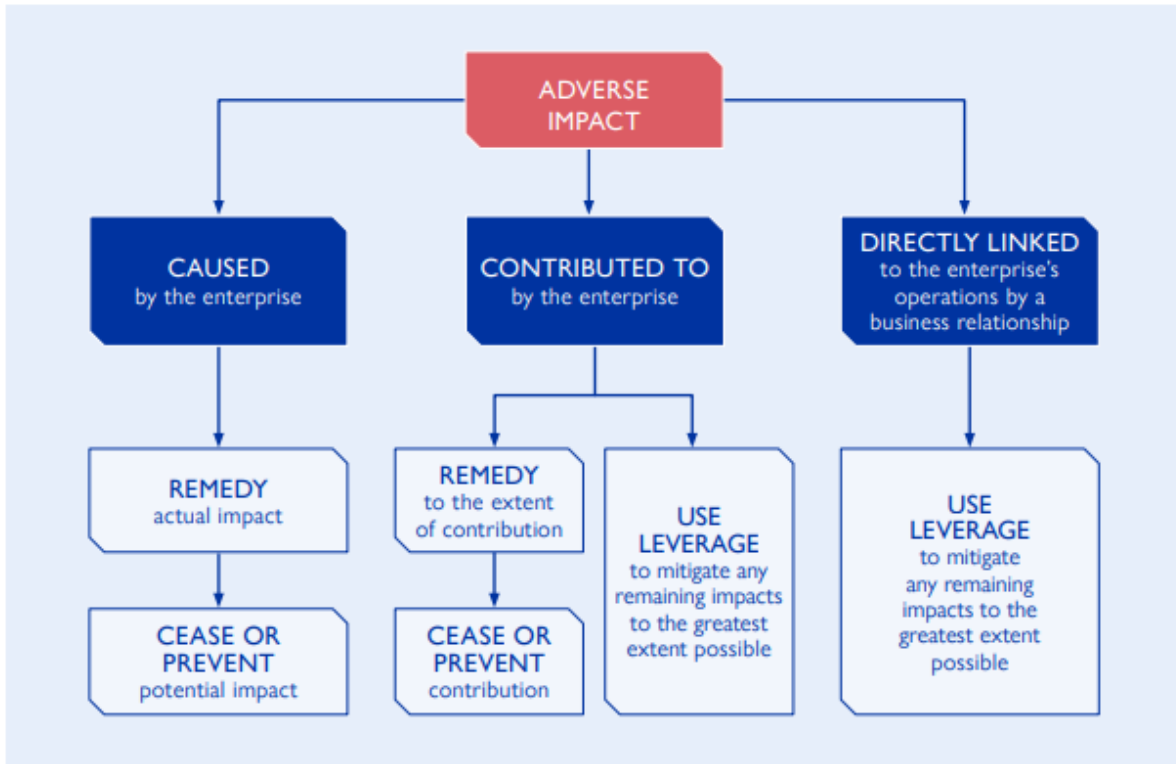 ADVERSE
IMPACT
CAUSED
by the enterprise
CONTRIBUTED TO
by the enterprise
DIRECTLY LINKED
to the enterprise's
operations by a
business relationship
REMEDY
actual impact
CEASE OR
PREVENT
potential impact
REMEDY
to the extent
of contribution
CEASE OR
PREVENT
contribution
USE
LEVERAGE
to mitigate any
remaining impacts
to the greatest
extent possible
USE
LEVERAGE
to mitigate
any remaining
impacts to the
greatest extent
possible